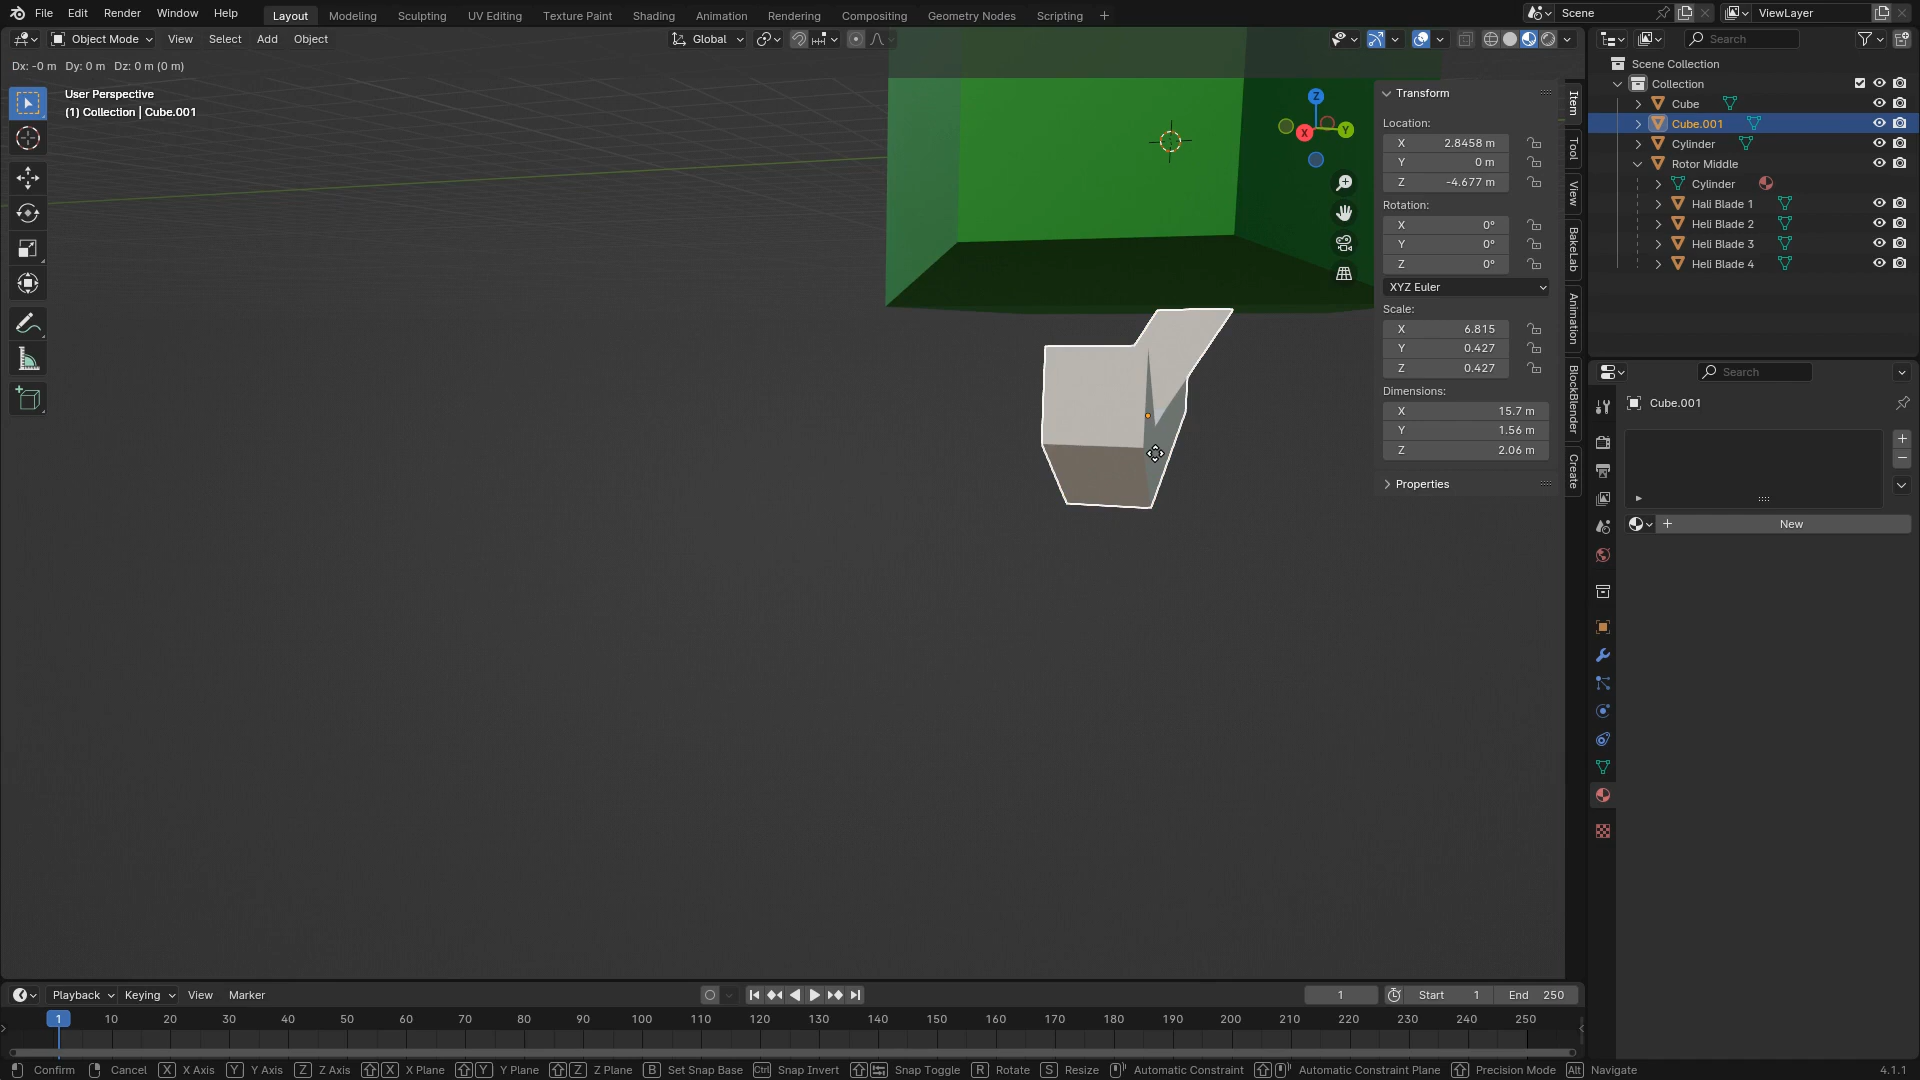 File Edit Render Window Help Layout Modeling Sculpting UV Editing Texture Paint Shading Animation Rendering Compositing Geometry Nodes Scripting + Scene ViewLayer
Object Mode View Select Add Object Global Search
Dx: -0 m Dy: 0 m Dz: 0 m (0 m)
User Perspective
(1) Collection | Cube.001
Z
X
Y
Transform
Location:
X 2.8458 m
Y 0 m
Z -4.677 m
Rotation:
X 0°
Y 0°
Z 0°
XYZ Euler
Scale:
X 6.815
Y 0.427
Z 0.427
Dimensions:
X 15.7 m
Y 1.56 m
Z 2.06 m
Properties
Item
Tool
View
BakeLab
Animation
BlockBlender
Create
Scene Collection
Collection
Cube
Cube.001
Cylinder
Rotor Middle
Cylinder
Hali Blade 1
Heli Blade 2
Heli Blade 3
Heli Blade 4
Search
Cube.001
New
Playback Keying View Marker 1 Start 1 End 250
1 10 20 30 40 50 60 70 80 90 100 110 120 130 140 150 160 170 180 190 200 210 220 230 240 250
Confirm Cancel X X Axis Y Y Axis Z Z Axis X X Plane Y Y Plane Z Z Plane B Set Snap Base Ctrl Snap Invert Snap Toggle R Rotate S Resize Automatic Constraint Automatic Constraint Plane Precision Mode Alt Navigate 4.1.1